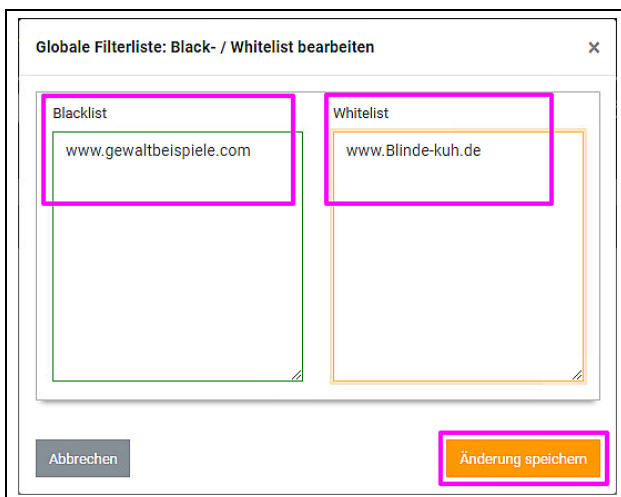 Globale Filterliste: Black- / Whitelist bearbeiten ×
Blacklist
www.gewaltbeispiele.com
Whitelist
www.Blinde-kuh.de
Abbrechen
Änderung speichern